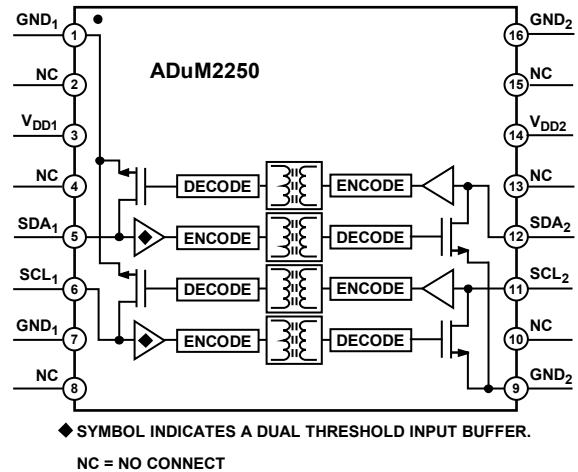 GND1 1 16 GND2
ADuM2250
NC 2 15 NC
VDD1 3 14 VDD2
NC 4 13 NC
DECODE ENCODE
SDA1 5 12 SDA2
ENCODE DECODE
SCL1 6 11 SCL2
DECODE ENCODE
GND1 7 10 NC
ENCODE DECODE
NC 8 9 GND2
◆ SYMBOL INDICATES A DUAL THRESHOLD INPUT BUFFER.
NC = NO CONNECT